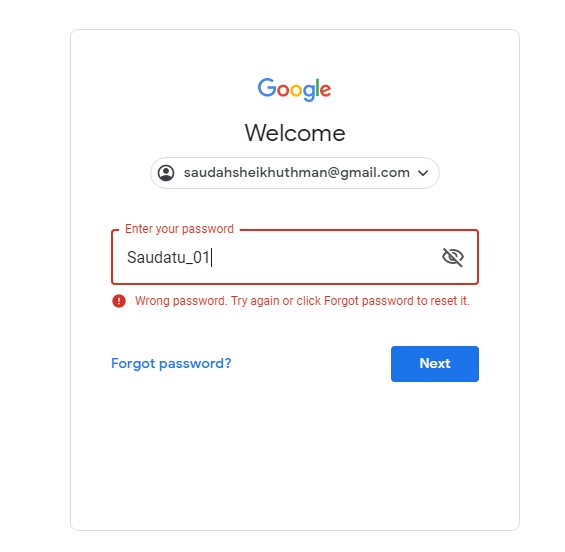 Google
Welcome
saudahsheikhuthman@gmail.com
Enter your password
Saudatu_01
Wrong password. Try again or click Forgot password to reset it.
Forgot password? Next